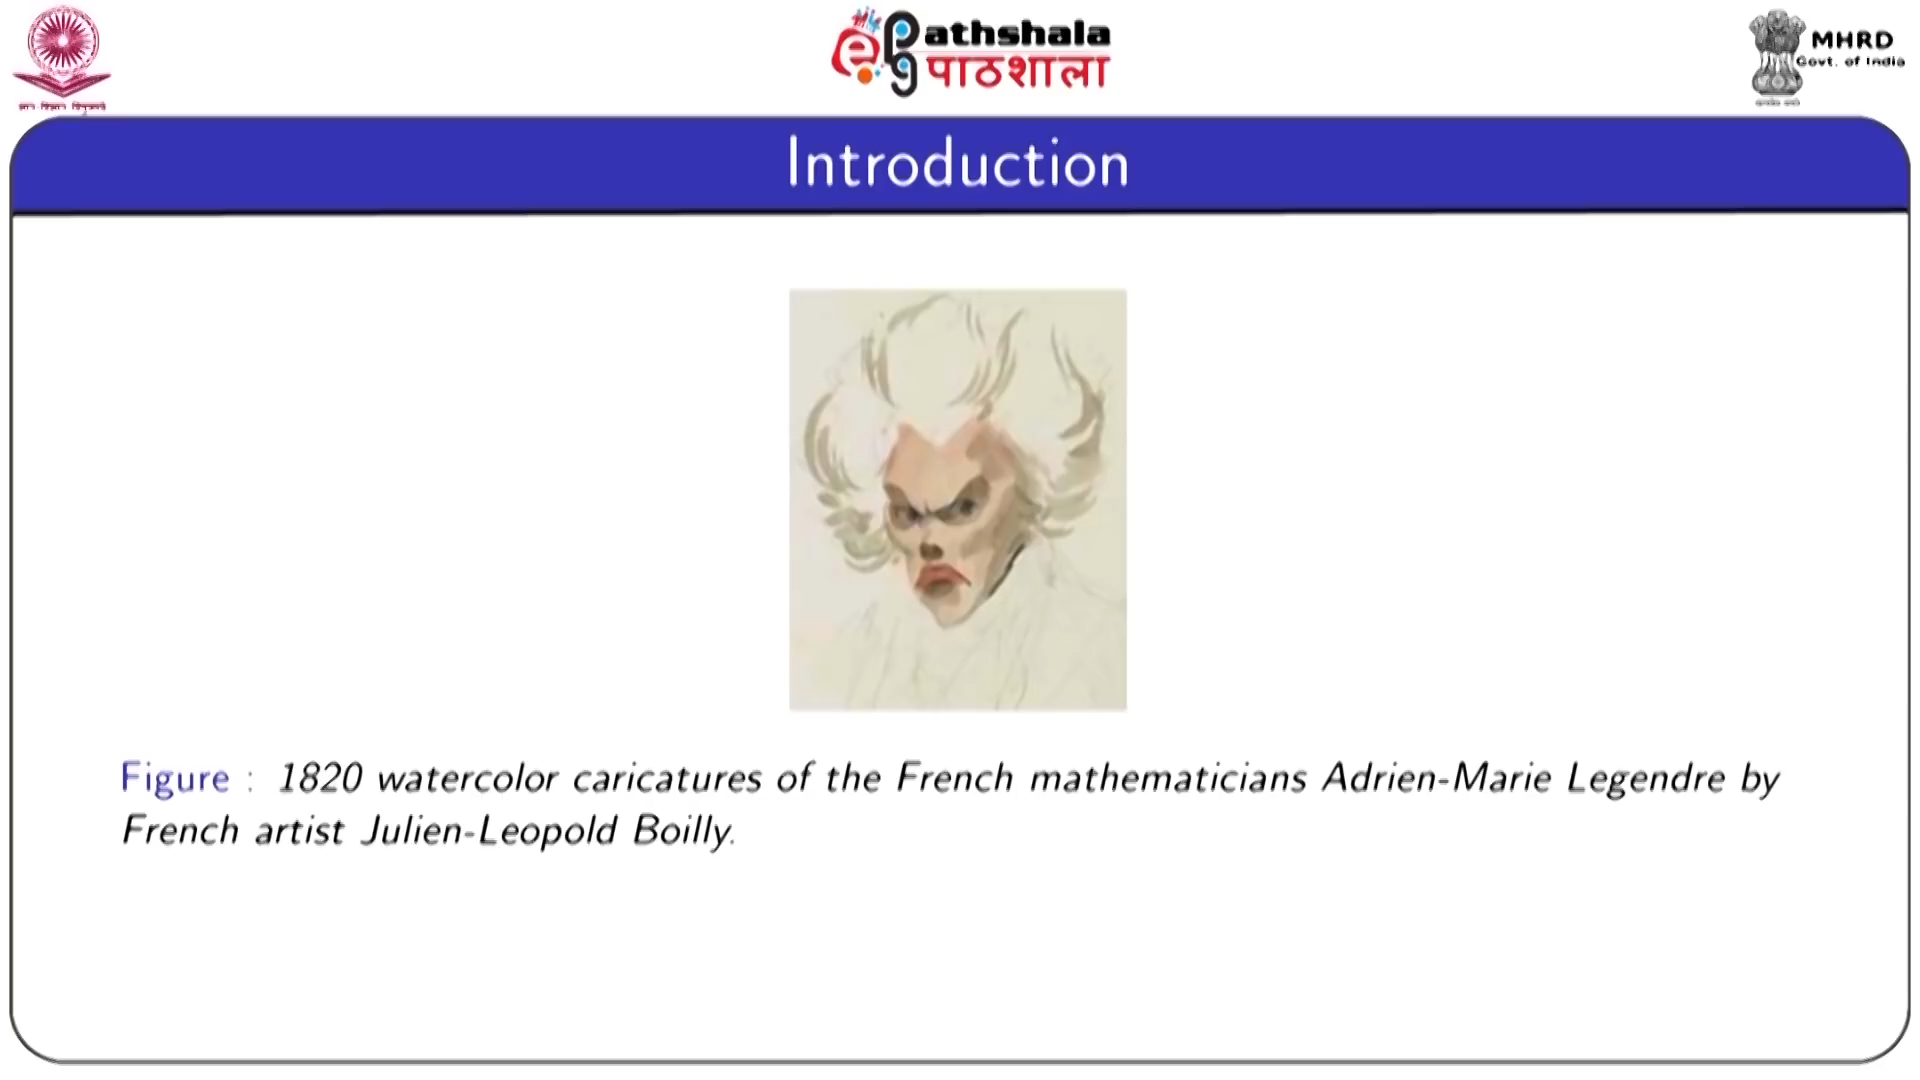 athshala
पाठशाला
MHRD
Govt. of India
Introduction
Figure : 1820 watercolor caricatures of the French mathematicians Adrien-Marie Legendre by
French artist Julien-Leopold Boilly.